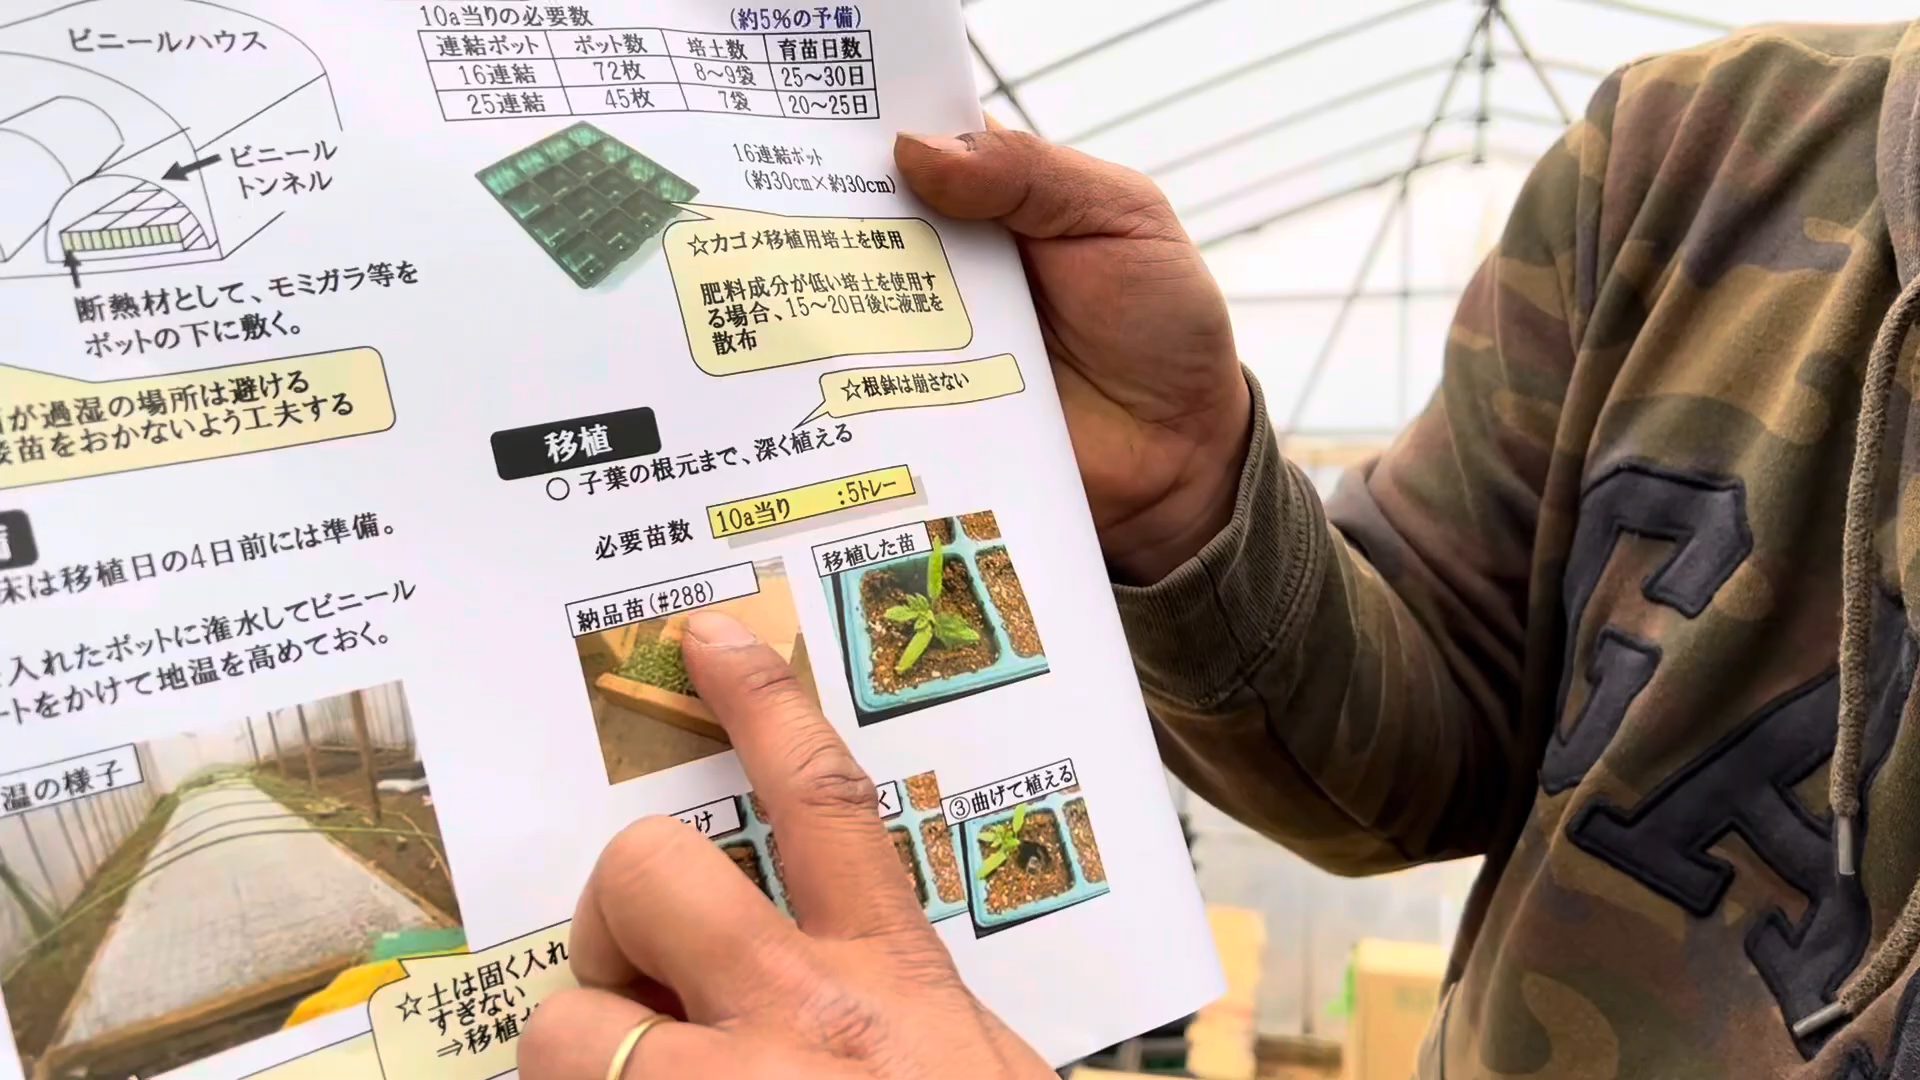 ビニールハウス
ビニール
トンネル
断熱材として、モミガラ等を
ポットの下に敷く。
が過湿の場所は避ける
苗をおかないよう工夫する
は移植日の4日前には準備。
入れたポットに潅水してビニール
ートをかけて地温を高めておく。
温の様子
☆土は固く入れ
すぎない
⇒移植
10a当りの必要数 (約5%の予備)
連結ポット ポット数 培土数 育苗日数
16連結 72枚 8～9袋 25～30日
25連結 45枚 7袋 20～25日
16連結ポット
(約30cm×約30cm)
☆カゴメ移植用培土を使用
肥料成分が低い培土を使用す
る場合、15～20日後に液肥を
散布
☆根鉢は崩さない
移植
○ 子葉の根元まで、深く植える
必要苗数 10a当り :5トレー
納品苗(#288)
移植した苗
け
く
③曲げて植える
G